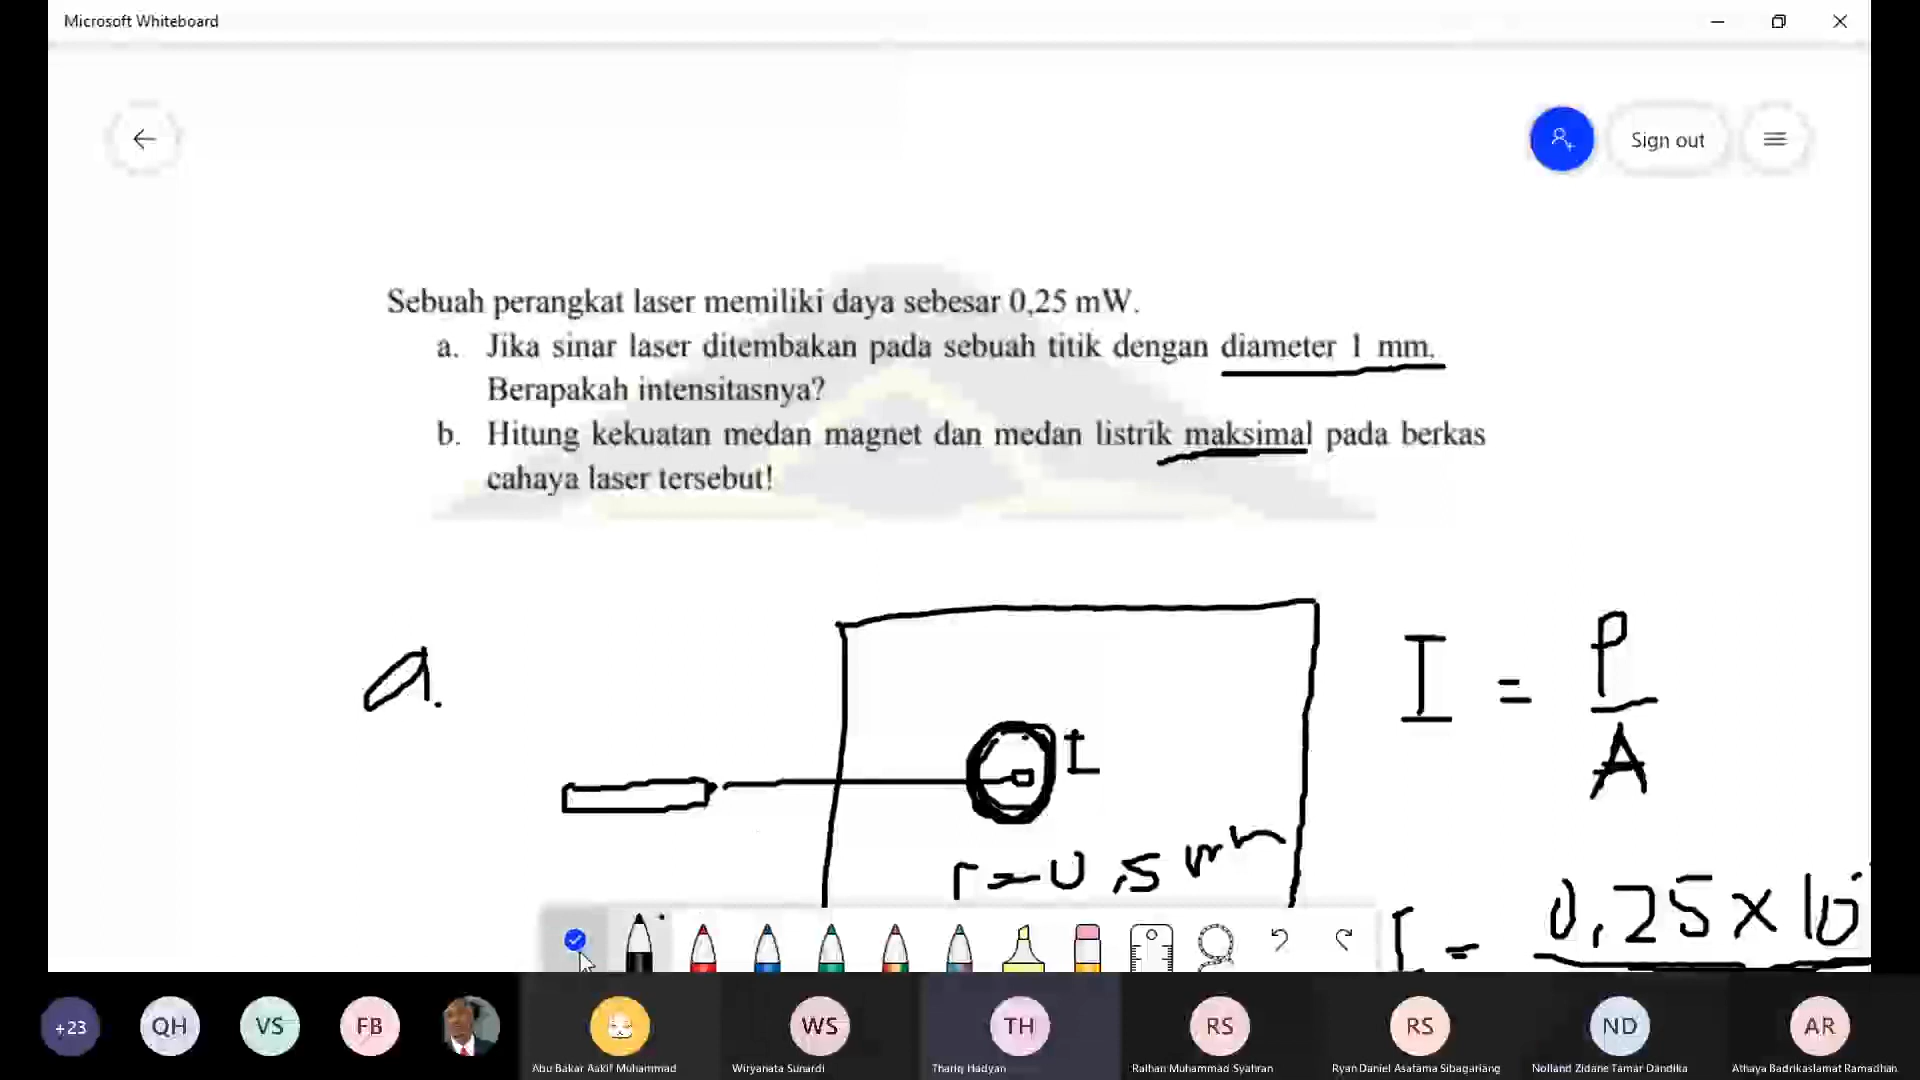 Microsoft Whiteboard
Sign out
Sebuah perangkat laser memiliki daya sebesar 0,25 mW.
a. Jika sinar laser ditembakan pada sebuah titik dengan diameter 1 mm.
Berapakah intensitasnya?
b. Hitung kekuatan medan magnet dan medan listrik maksimal pada berkas
cahaya laser tersebut!
a.
I
I = P
A
r = 0,5 mm
I = 0,25 x 10
+23
QH
VS
FB
WS
TH
RS
RS
ND
AR
Abu Bakar Aakif Muhammad
Wiryanata Sunardi
Thariq Hadyan
Raihan Muhammad Syahran
Ryan Daniel Asatama Sibagariang
Nolland Zidane Tamar Dandika
Athaya Badrikaslamat Ramadhan